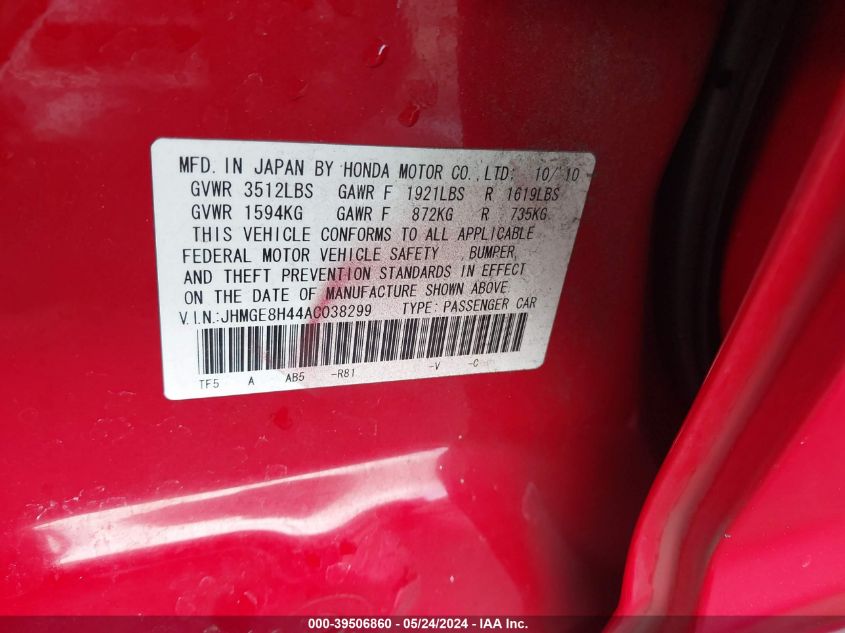 MFD. IN JAPAN BY HONDA MOTOR CO.,LTD: 10/10
GVWR 3512LBS GAWR F 1921LBS R 1619LBS
GVWR 1594KG GAWR F 872KG R 735KG
THIS VEHICLE CONFORMS TO ALL APPLICABLE
FEDERAL MOTOR VEHICLE SAFETY ,BUMPER,
AND THEFT PREVENTION STANDARDS IN EFFECT
ON THE DATE OF MANUFACTURE SHOWN ABOVE
V.I.N.:JHMGE8H44AC038299 TYPE: PASSENGER CAR
TF5 A AB5 -R81 -V -C
000-39506860 - 05/24/2024 - IAA Inc.